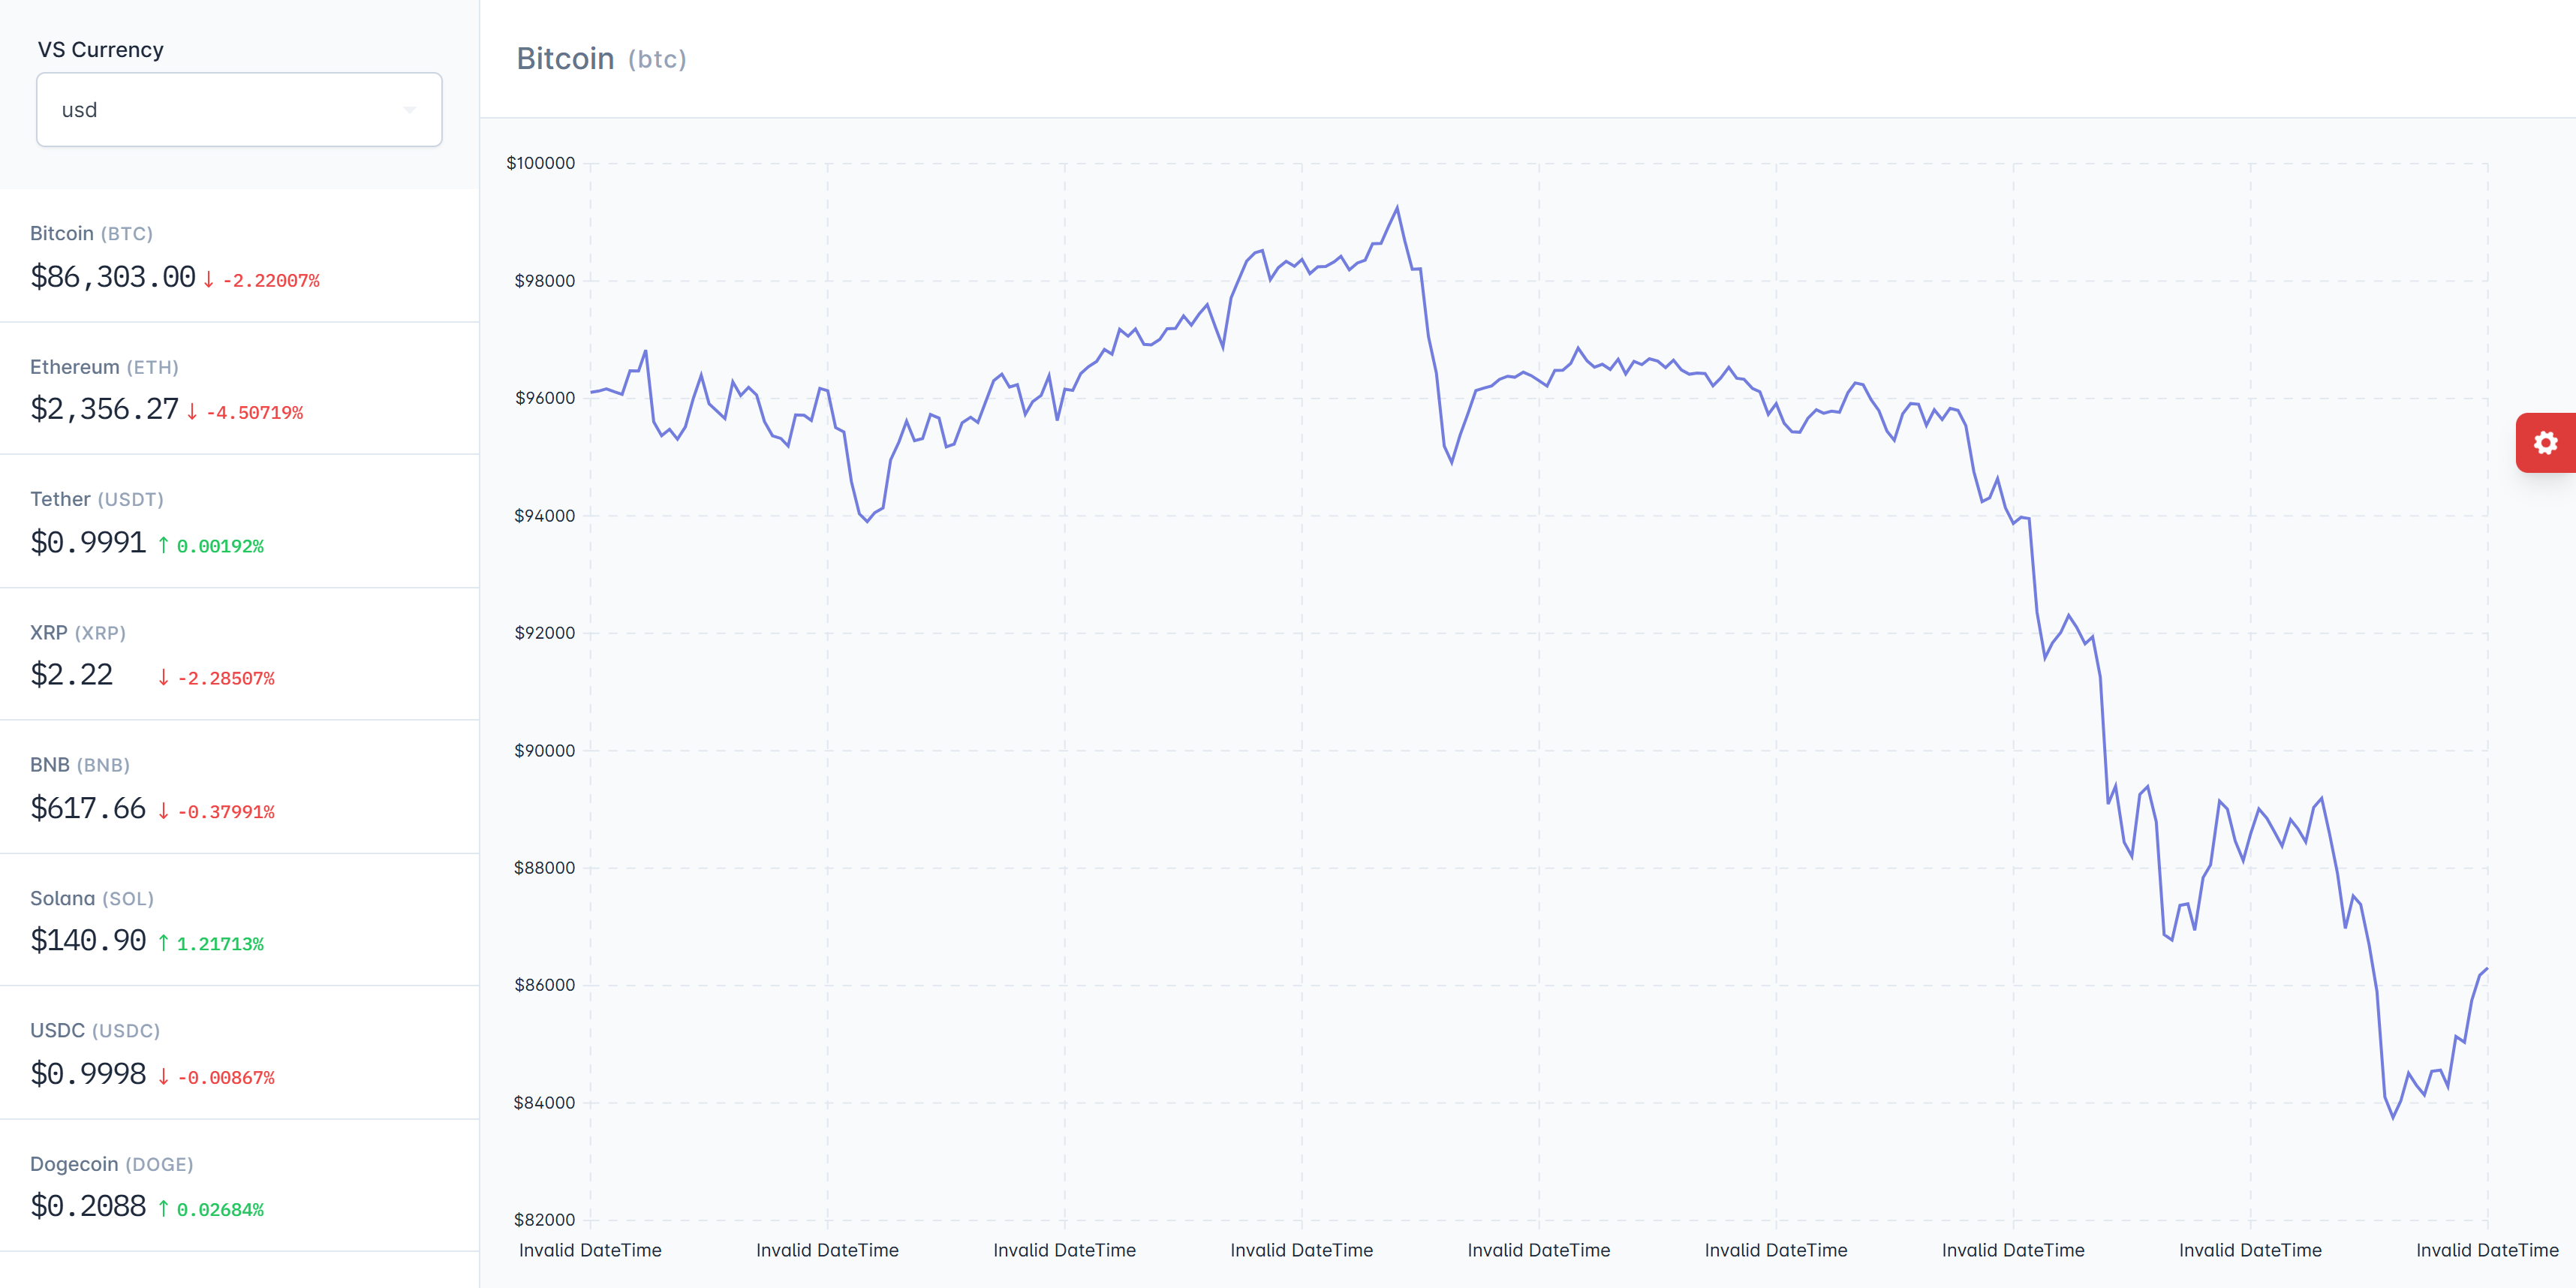 VS Currency
usd
Bitcoin (BTC)
$86,303.00 ↓ -2.22007%
Ethereum (ETH)
$2,356.27 ↓ -4.50719%
Tether (USDT)
$0.9991 ↑ 0.00192%
XRP (XRP)
$2.22 ↓ -2.28507%
BNB (BNB)
$617.66 ↓ -0.37991%
Solana (SOL)
$140.90 ↑ 1.21713%
USDC (USDC)
$0.9998 ↓ -0.00867%
Dogecoin (DOGE)
$0.2088 ↑ 0.02684%
Bitcoin (btc)
$100000
$98000
$96000
$94000
$92000
$90000
$88000
$86000
$84000
$82000
Invalid DateTime Invalid DateTime Invalid DateTime Invalid DateTime Invalid DateTime Invalid DateTime Invalid DateTime Invalid DateTime Invalid DateTime